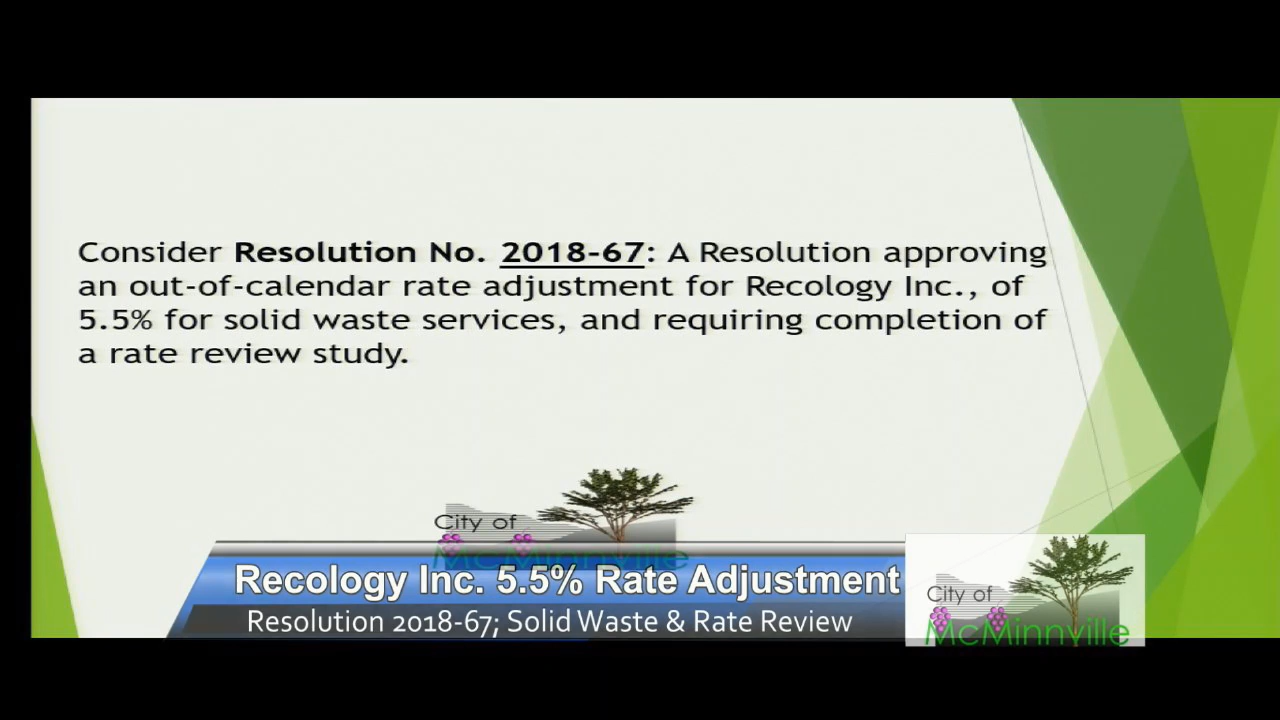 Consider Resolution No. 2018-67: A Resolution approving
an out-of-calendar rate adjustment for Recology Inc., of
5.5% for solid waste services, and requiring completion of
a rate review study.
City of
McMinnville
Recology Inc. 5.5% Rate Adjustment
Resolution 2018-67; Solid Waste & Rate Review
City of
McMinnville